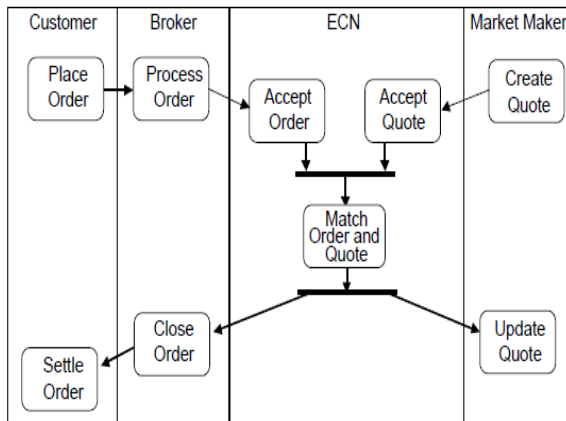 Customer
Broker
ECN
Market Maker
Place
Order
Process
Order
Accept
Order
Accept
Quote
Create
Quote
Match
Order and
Quote
Close
Order
Update
Quote
Settle
Order